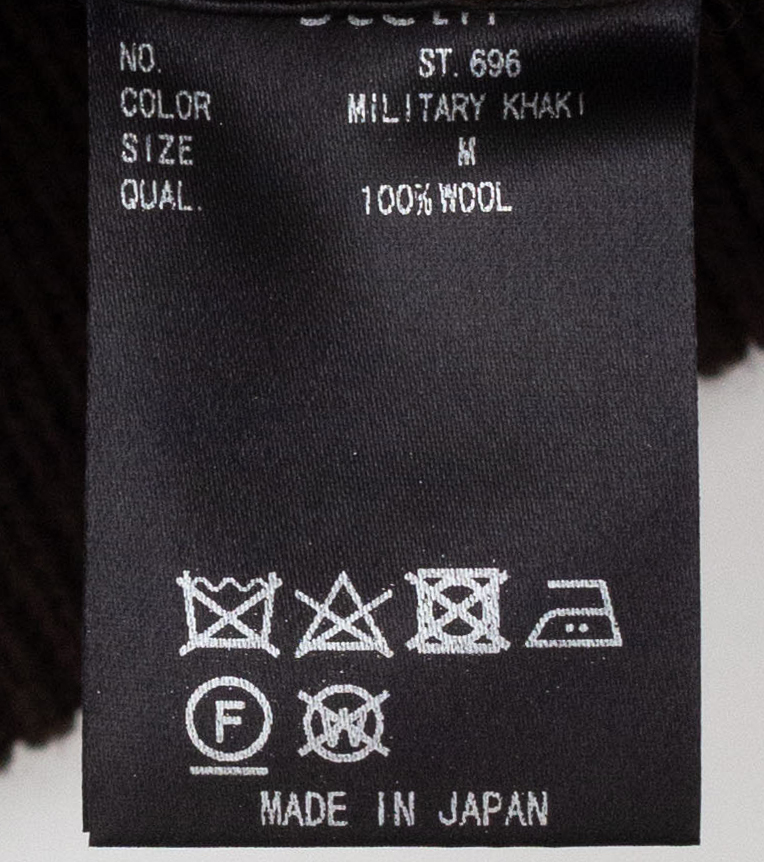 NO. ST. 696
COLOR MILITARY KHAKI
SIZE M
QUAL. 100% WOOL
F
W
MADE IN JAPAN